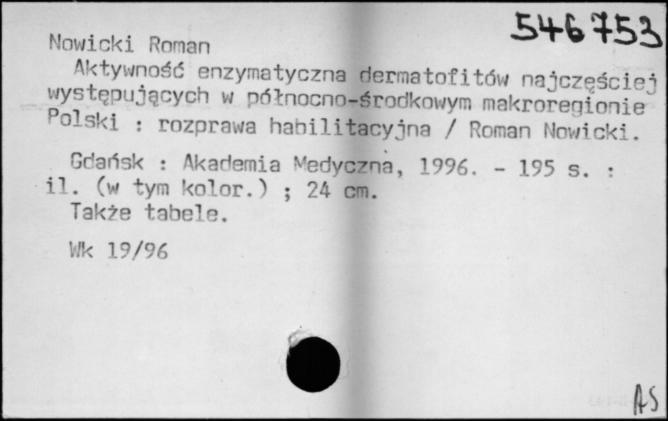 546753
Nowicki Roman
Aktywność enzymatyczna dermatofitów najczęściej
występujących w północno-środkowym makroregionie
Polski : rozprawa habilitacyjna / Roman Nowicki.
Gdańsk : Akademia Medyczna, 1996. - 195 s. :
il. (w tym kolor.) ; 24 cm.
Także tabele.
Wk 19/96
AS